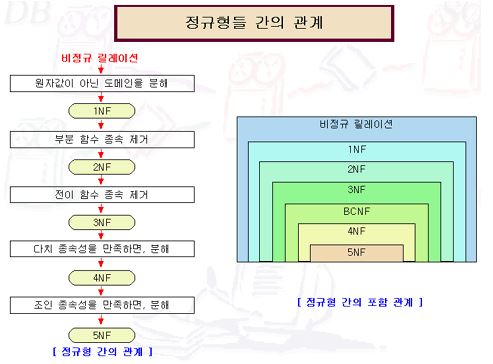 DB
정규형들 간의 관계
비정규 릴레이션
원자값이 아닌 도메인을 분해
1NF
부분 함수 종속 제거
2NF
전이 함수 종속 제거
3NF
다치 종속성을 만족하면, 분해
4NF
조인 종속성을 만족하면, 분해
5NF
[ 정규형 간의 관계 ]
비정규 릴레이션
1NF
2NF
3NF
BCNF
4NF
5NF
[ 정규형 간의 포함 관계 ]